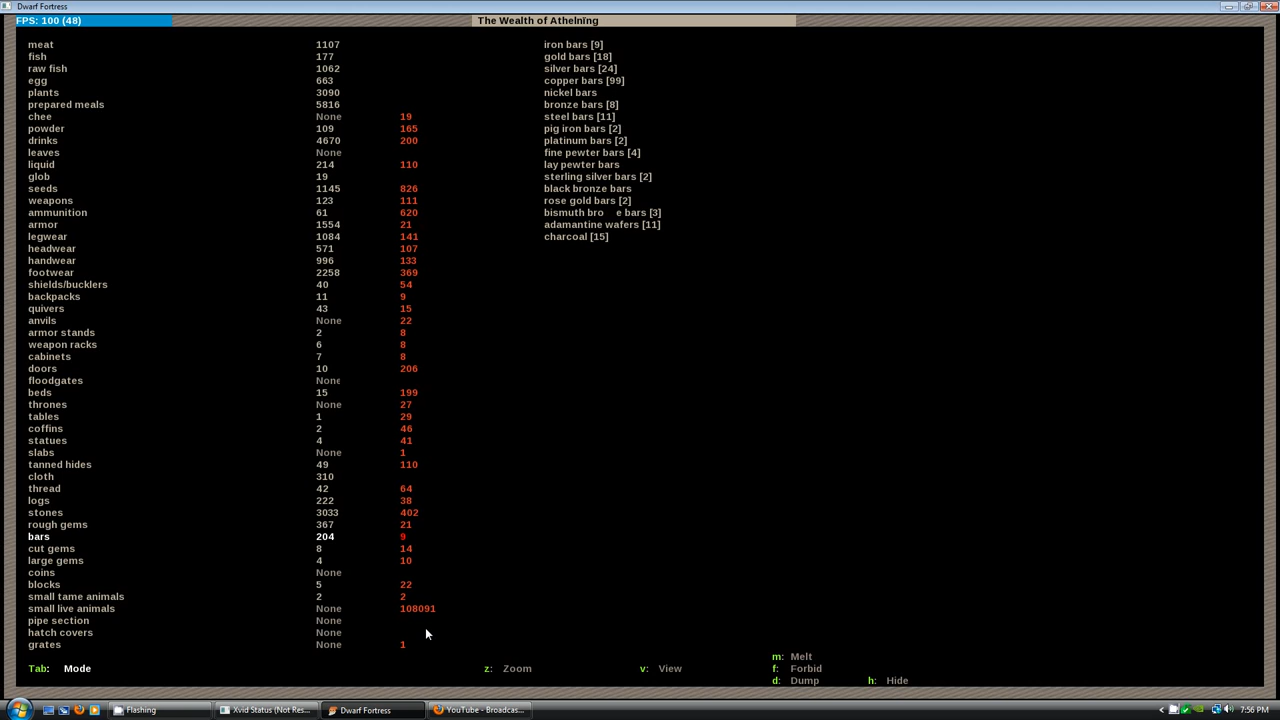 Dwarf Fortress
FPS: 100 (48)
The Wealth of Athelnîng
meat 1107 iron bars [9]
fish 177 gold bars [18]
raw fish 1062 silver bars [24]
egg 663 copper bars [99]
plants 3090 nickel bars
prepared meals 5816 bronze bars [8]
chee None 19 steel bars [11]
powder 109 165 pig iron bars [2]
drinks 4670 200 platinum bars [2]
leaves None fine pewter bars [4]
liquid 214 110 lay pewter bars
glob 19 sterling silver bars [2]
seeds 1145 826 black bronze bars
weapons 123 111 rose gold bars [2]
ammunition 61 620 bismuth bro e bars [3]
armor 1554 21 adamantine wafers [11]
legwear 1084 141 charcoal [15]
headwear 571 107
handwear 996 133
footwear 2258 369
shields/bucklers 40 54
backpacks 11 9
quivers 43 15
anvils None 22
armor stands 2 8
weapon racks 6 8
cabinets 7 8
doors 10 206
floodgates None
beds 15 199
thrones None 27
tables 1 29
coffins 2 46
statues 4 41
slabs None 1
tanned hides 49 110
cloth 310
thread 42 64
logs 222 38
stones 3033 402
rough gems 367 21
bars 204 9
cut gems 8 14
large gems 4 10
coins None
blocks 5 22
small tame animals 2 2
small live animals None 108091
pipe section None
hatch covers None
grates None 1
m: Melt
Tab: Mode z: Zoom v: View f: Forbid
d: Dump h: Hide
Flashing Xvid Status (Not Res... Dwarf Fortress YouTube - Broadcas... 7:56 PM